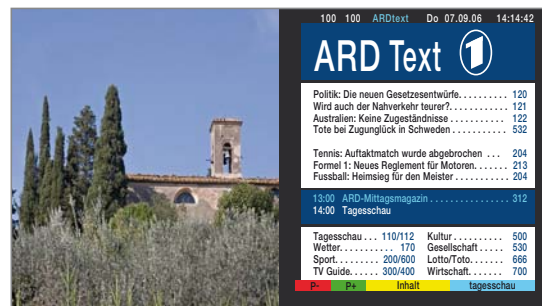 100 100 ARDtext Do 07.09.06 14:14:42
ARD Text 1
Politik: Die neuen Gesetzesentwürfe.......... 120
Wird auch der Nahverkehr teurer?.......... 121
Australien: Keine Zugeständnisse .......... 122
Tote bei Zugunglück in Schweden .......... 532
Tennis: Auftaktmatch wurde abgebrochen ... 204
Formel 1: Neues Reglement für Motoren....... 213
Fussball: Heimsieg für den Meister ........... 204
13:00 ARD-Mittagsmagazin ................ 312
14:00 Tagesschau
Tagesschau ... 110/112 Kultur .......... 500
Wetter.......... 170 Gesellschaft ..... 530
Sport........ 200/600 Lotto/Toto....... 666
TV Guide..... 300/400 Wirtschaft....... 700
P- P+ Inhalt tagesschau